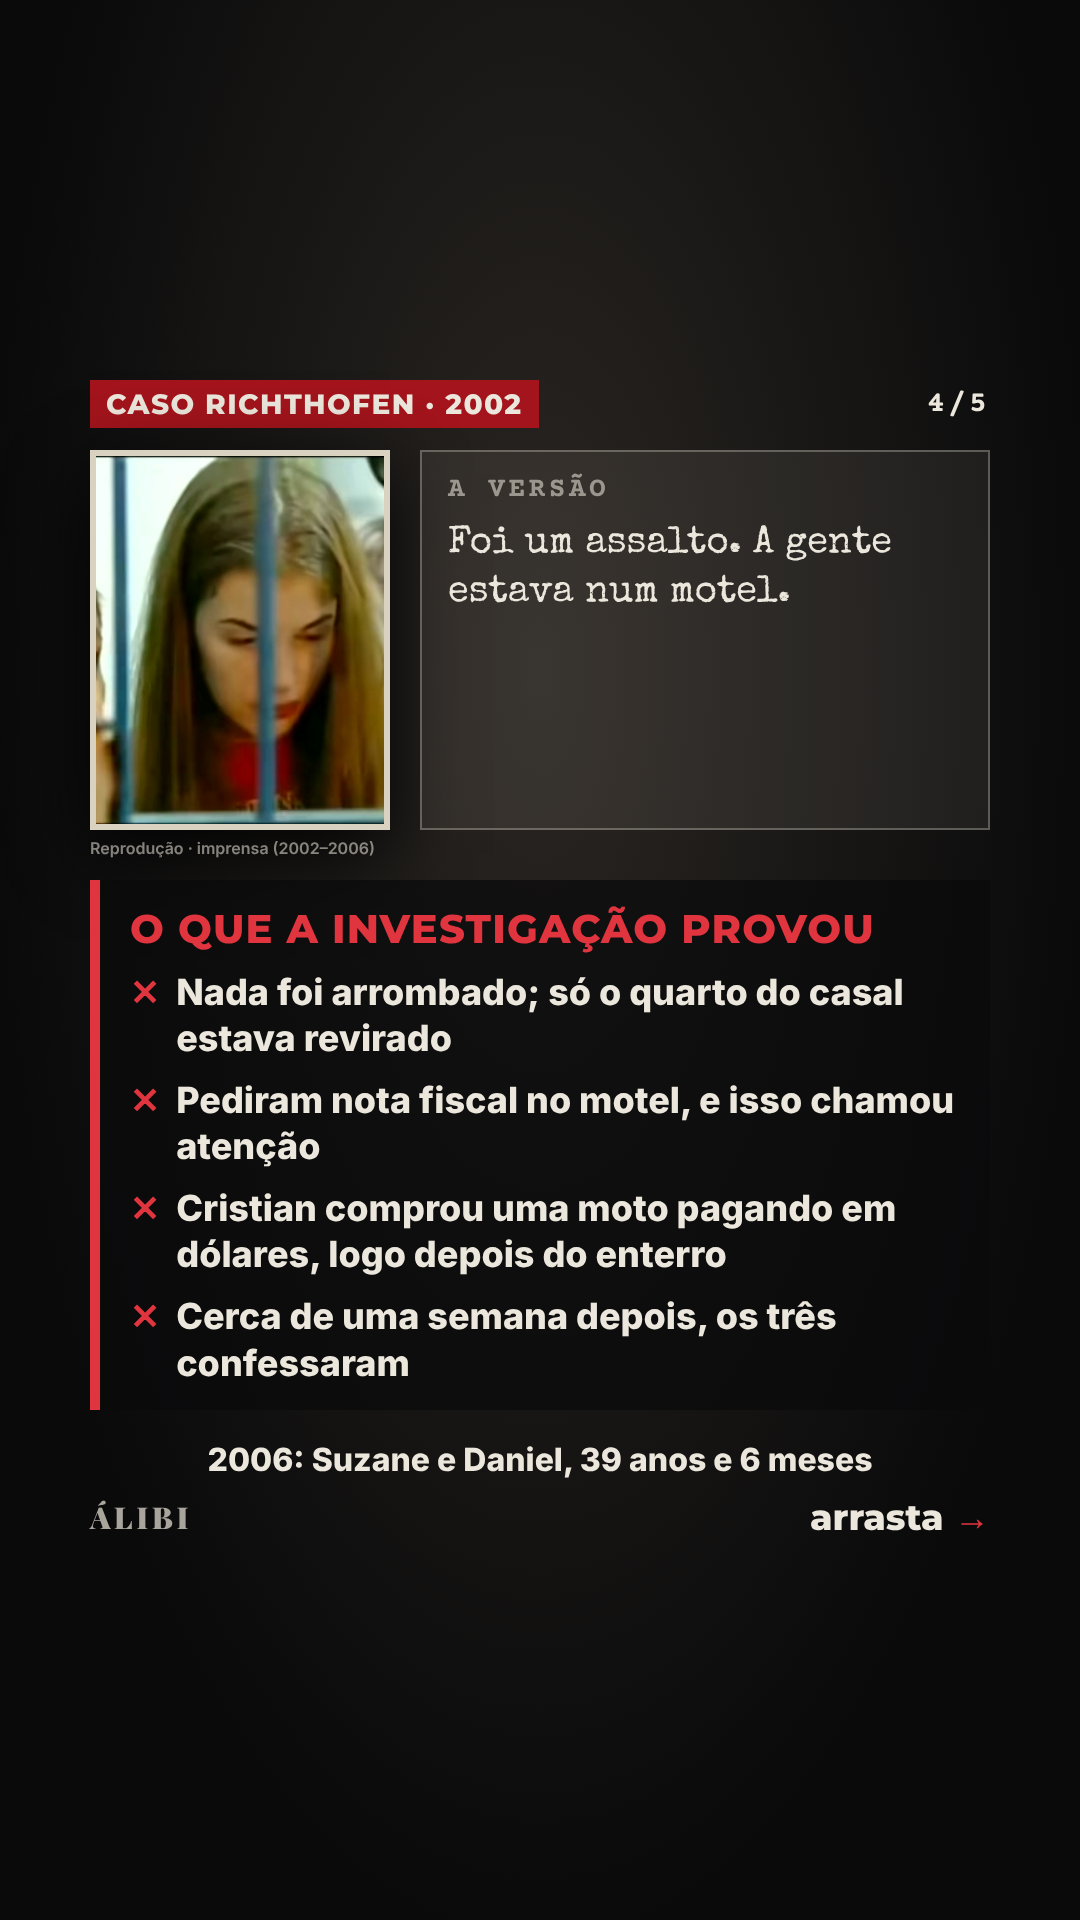 CASO RICHTHOFEN · 2002
4/5
A VERSÃO
Foi um assalto. A gente
estava num motel.
Reprodução · imprensa (2002–2006)
O QUE A INVESTIGAÇÃO PROVOU
✕ Nada foi arrombado; só o quarto do casal
estava revirado
✕ Pediram nota fiscal no motel, e isso chamou
atenção
✕ Cristian comprou uma moto pagando em
dólares, logo depois do enterro
✕ Cerca de uma semana depois, os três
confessaram
2006: Suzane e Daniel, 39 anos e 6 meses
ÁLIBI
arrasta →